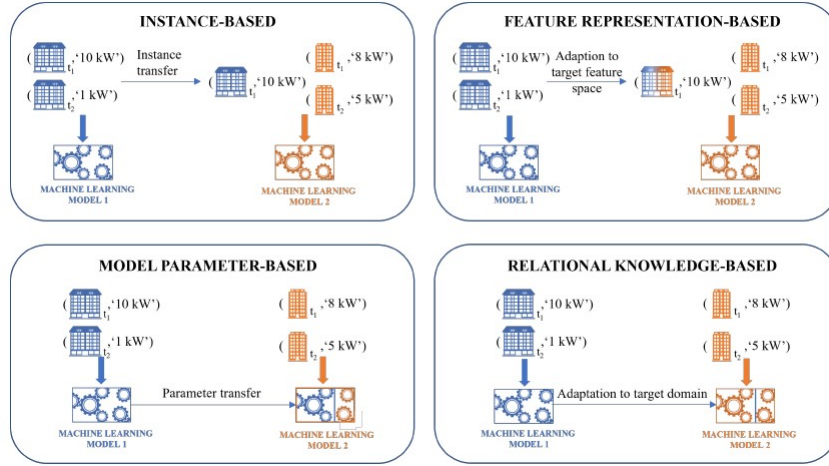 INSTANCE-BASED
( t1,'10 kW')
( t2,'1 kW')
Instance
transfer
( t1,'10 kW')
( t1,'8 kW')
( t2,'5 kW')
MACHINE LEARNING
MODEL 1
MACHINE LEARNING
MODEL 2
FEATURE REPRESENTATION-BASED
( t1,'10 kW')
( t2,'1 kW')
Adaption to
target feature
space
( t1,'10 kW')
( t1,'8 kW')
( t2,'5 kW')
MACHINE LEARNING
MODEL 1
MACHINE LEARNING
MODEL 2
MODEL PARAMETER-BASED
( t1,'10 kW')
( t2,'1 kW')
( t1,'8 kW')
( t2,'5 kW')
Parameter transfer
MACHINE LEARNING
MODEL 1
MACHINE LEARNING
MODEL 2
RELATIONAL KNOWLEDGE-BASED
( t1,'10 kW')
( t2,'1 kW')
( t1,'8 kW')
( t2,'5 kW')
Adaptation to target domain
MACHINE LEARNING
MODEL 1
MACHINE LEARNING
MODEL 2